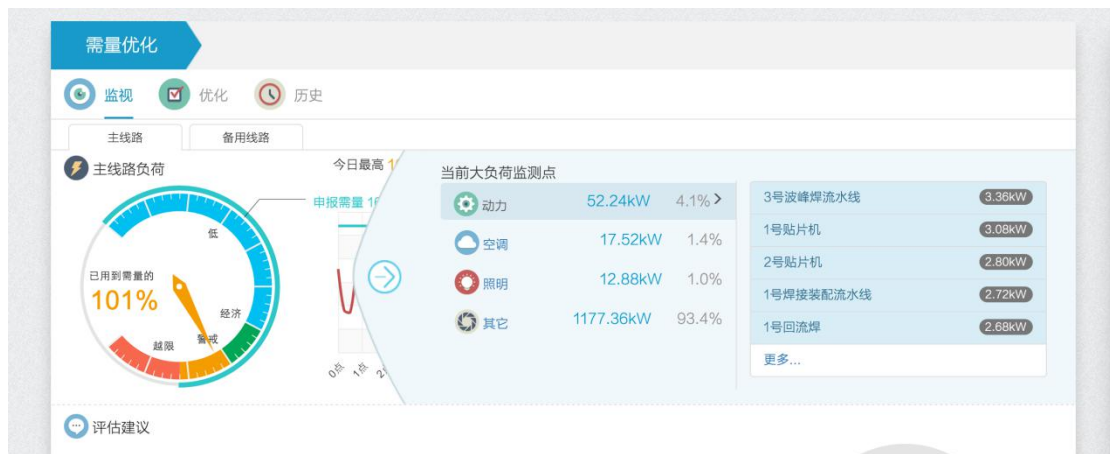 需量优化
监视 优化 历史
主线路 备用线路
主线路负荷
今日最高 1
申报需量 16
低
经济
警戒
越限
已用到需量的
101%
0点 1点
当前大负荷监测点
动力 52.24kW 4.1%
空调 17.52kW 1.4%
照明 12.88kW 1.0%
其它 1177.36kW 93.4%
3号波峰焊流水线 3.36kW
1号贴片机 3.08kW
2号贴片机 2.80kW
1号焊接装配流水线 2.72kW
1号回流焊 2.68kW
更多...
评估建议